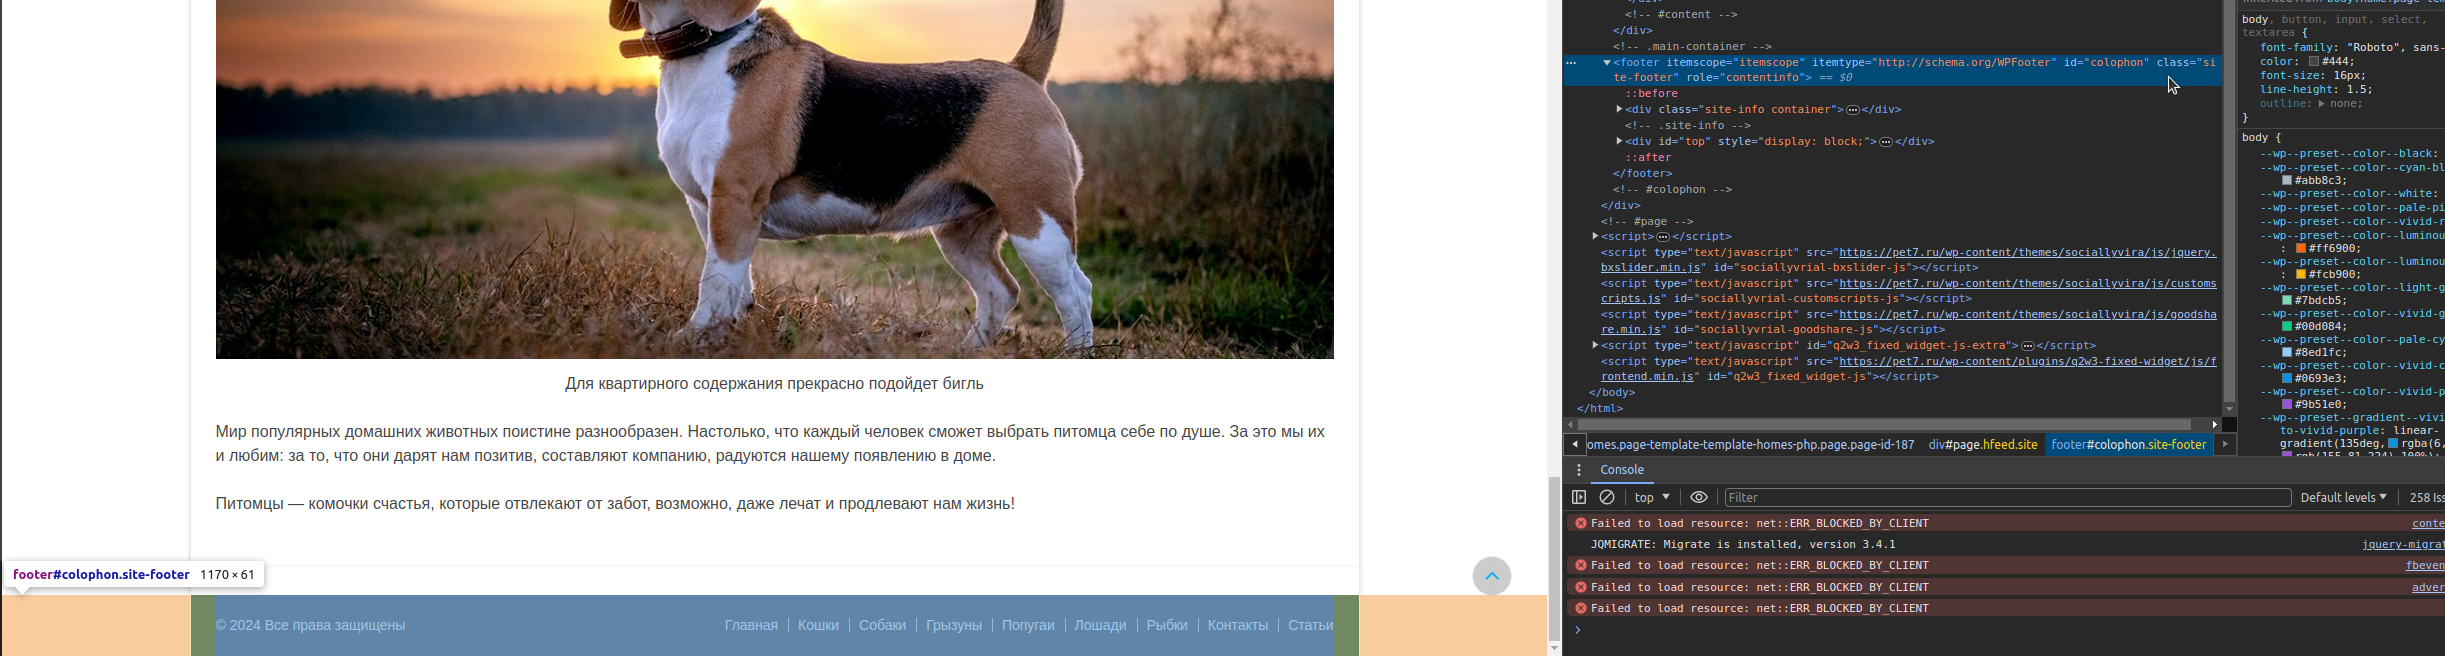 Для квартирного содержания прекрасно подойдет бигль
Мир популярных домашних животных поистине разнообразен. Настолько, что каждый человек сможет выбрать питомца себе по душе. За это мы их
и любим: за то, что они дарят нам позитив, составляют компанию, радуются нашему появлению в доме.
Питомцы — комочки счастья, которые отвлекают от забот, возможно, даже лечат и продлевают нам жизнь!
footer#colophon.site-footer 1170 × 61
© 2024 Все права защищены
Главная | Кошки | Собаки | Грызуны | Попугаи | Лошади | Рыбки | Контакты | Статьи
<!-- #content -->
</div>
<!-- .main-container -->
<footer itemscope="itemscope" itemtype="http://schema.org/WPFooter" id="colophon" class="si
te-footer" role="contentinfo"> == $0
::before
<div class="site-info container">…</div>
<!-- .site-info -->
<div id="top" style="display: block;">…</div>
::after
</footer>
<!-- #colophon -->
</div>
<!-- #page -->
<script>…</script>
<script type="text/javascript" src="https://pet7.ru/wp-content/themes/sociallyvira/js/jquery.
bxslider.min.js" id="sociallyvrial-bxslider-js"></script>
<script type="text/javascript" src="https://pet7.ru/wp-content/themes/sociallyvira/js/customs
cripts.js" id="sociallyvrial-customscripts-js"></script>
<script type="text/javascript" src="https://pet7.ru/wp-content/themes/sociallyvira/js/goodsha
re.min.js" id="sociallyvrial-goodshare-js"></script>
<script type="text/javascript" id="q2w3_fixed_widget-js-extra">…</script>
<script type="text/javascript" src="https://pet7.ru/wp-content/plugins/q2w3-fixed-widget/js/f
rontend.min.js" id="q2w3_fixed_widget-js"></script>
</body>
</html>
omes.page-template-template-homes-php.page.page-id-187 div#page.hfeed.site footer#colophon.site-footer
body, button, input, select,
textarea {
font-family: "Roboto", sans-
color: #444;
font-size: 16px;
line-height: 1.5;
outline: none;
}
body {
--wp--preset--color--black:
--wp--preset--color--cyan-bl
#abb8c3;
--wp--preset--color--white:
--wp--preset--color--pale-pi
--wp--preset--color--vivid-r
--wp--preset--color--luminou
: #ff6900;
--wp--preset--color--luminou
: #fcb900;
--wp--preset--color--light-g
#7bdcb5;
--wp--preset--color--vivid-g
#00d084;
--wp--preset--color--pale-cy
#8ed1fc;
--wp--preset--color--vivid-c
#0693e3;
--wp--preset--color--vivid-p
#9b51e0;
--wp--preset--gradient--vivi
to-vivid-purple: linear-
gradient(135deg, rgba(6,
Console
top Filter Default levels 258 Iss
Failed to load resource: net::ERR_BLOCKED_BY_CLIENT conte
JQMIGRATE: Migrate is installed, version 3.4.1 jquery-migrat
Failed to load resource: net::ERR_BLOCKED_BY_CLIENT fbeven
Failed to load resource: net::ERR_BLOCKED_BY_CLIENT adver
Failed to load resource: net::ERR_BLOCKED_BY_CLIENT